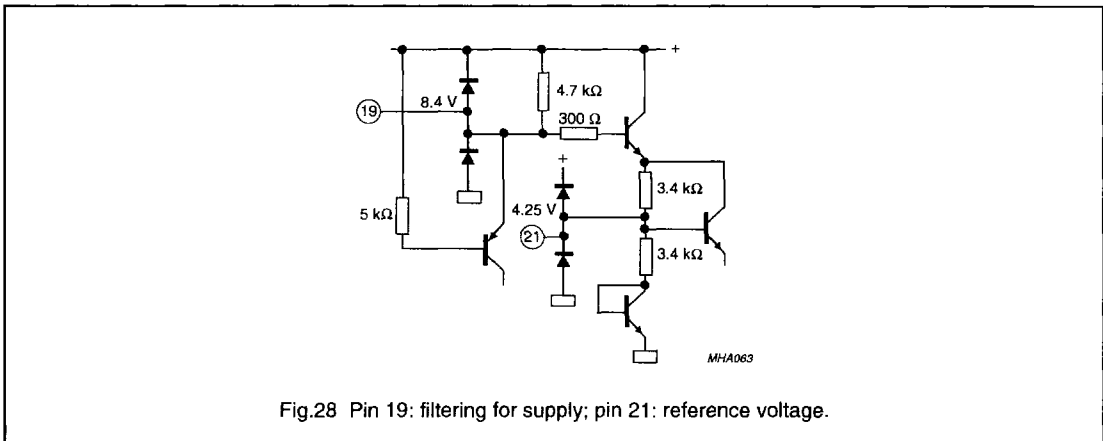 +
4.7 kΩ
8.4 V
19
300 Ω
+
3.4 kΩ
5 kΩ
4.25 V
21
3.4 kΩ
MHA063
Fig.28 Pin 19: filtering for supply; pin 21: reference voltage.